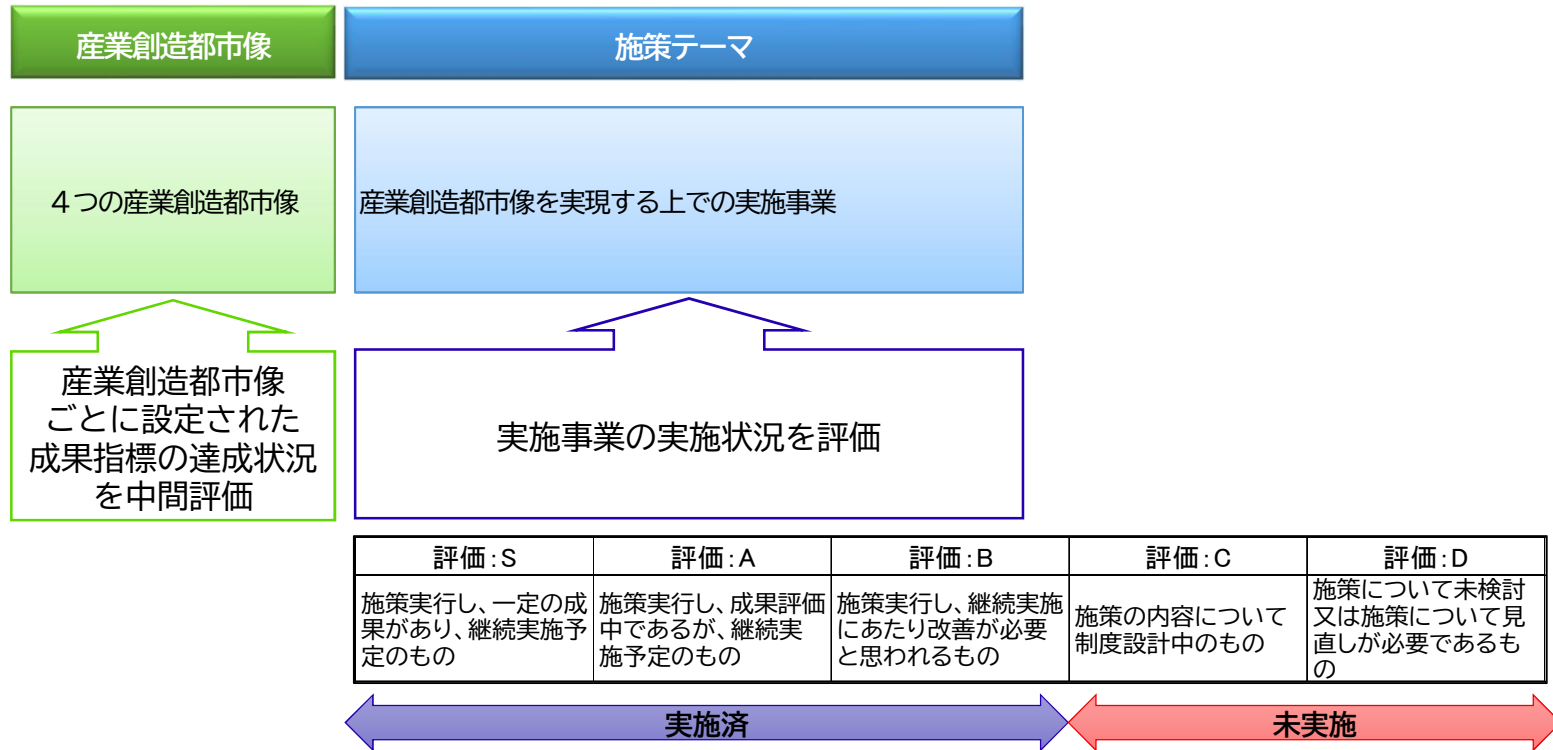 産業創造都市像
施策テーマ
４つの産業創造都市像
産業創造都市像を実現する上での実施事業
産業創造都市像
ごとに設定された
成果指標の達成状況
を中間評価
実施事業の実施状況を評価
評価：S
評価：A
評価：B
評価：C
評価：D
施策実行し、一定の成
果があり、継続実施予
定のもの
施策実行し、成果評価
中であるが、継続実
施予定のもの
施策実行し、継続実施
にあたり改善が必要
と思われるもの
施策の内容について
制度設計中のもの
施策について未検討
又は施策について見
直しが必要であるも
の
実施済
未実施